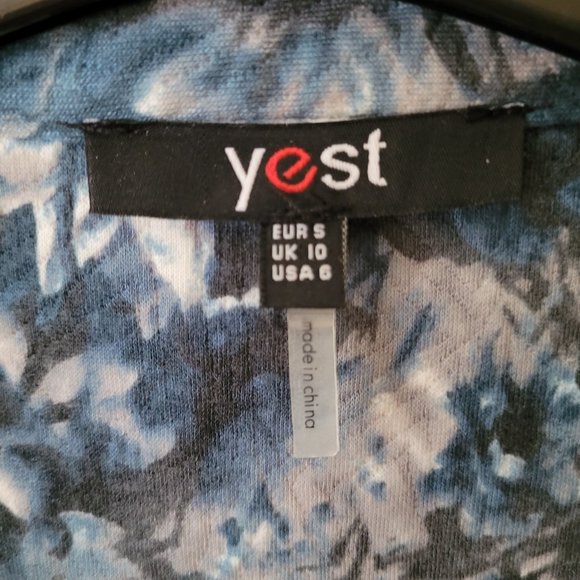 yest
EUR S
UK 10
USA 6
made in china